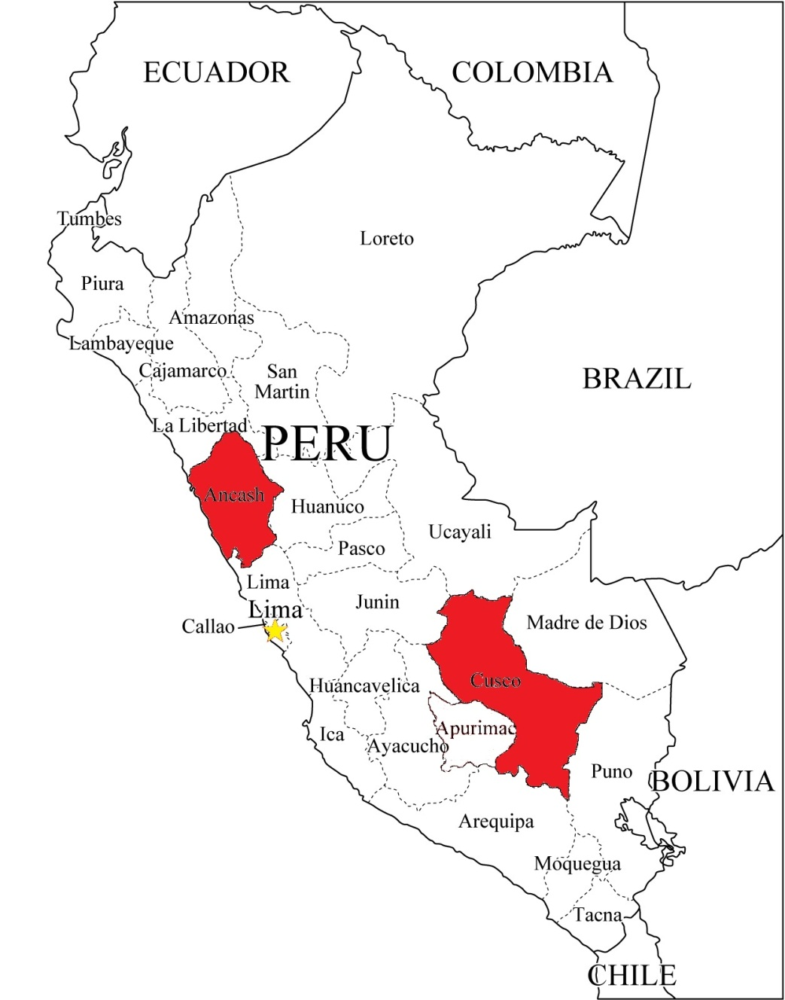 ECUADOR
COLOMBIA
Tumbes
Loreto
Piura
Amazonas
Lambayeque
Cajamarco
San
Martin
BRAZIL
La Libertad
PERU
Ancash
Huanuco
Ucayali
Pasco
Lima
Junin
Lima
Callao
Madre de Dios
Cusco
Huancavelica
Apurimac
Ica
Ayacucho
Puno
BOLIVIA
Arequipa
Moquegua
Tacna
CHILE